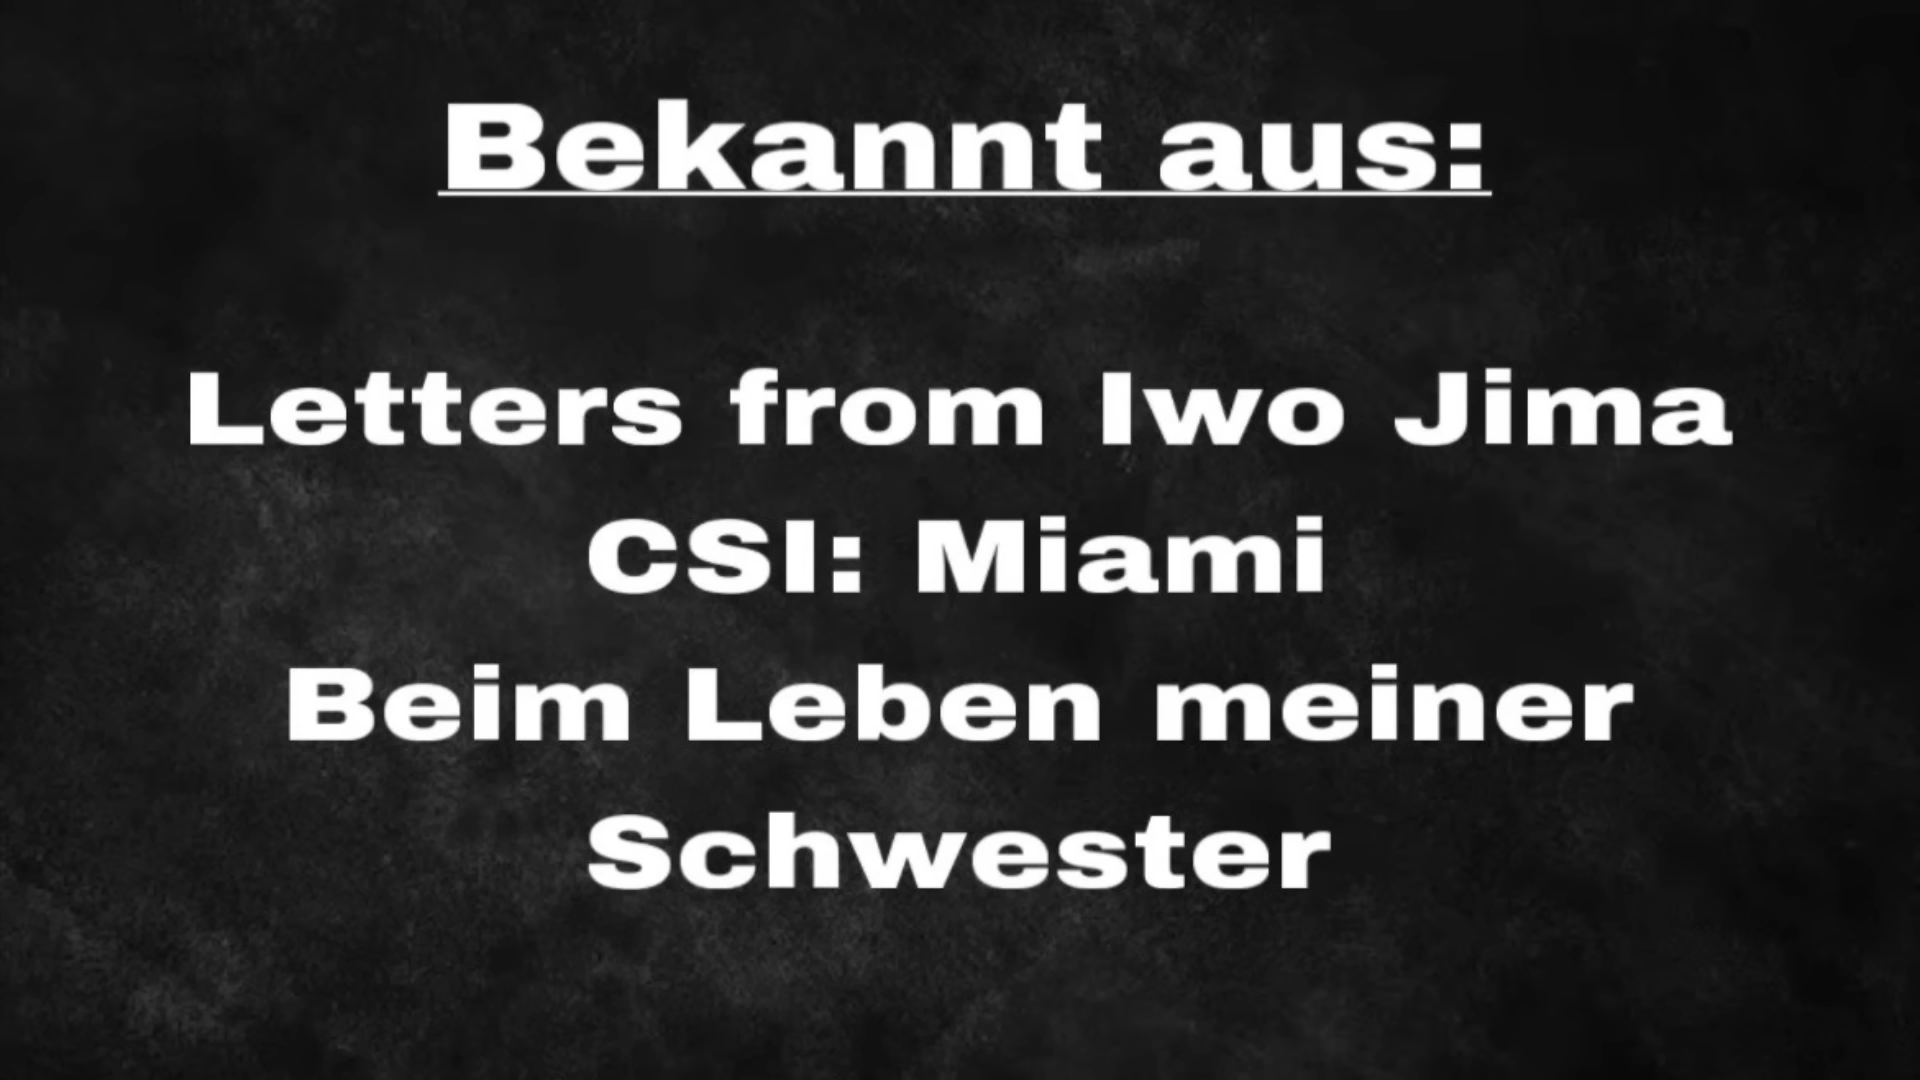 Bekannt aus:
Letters from Iwo Jima
CSI: Miami
Beim Leben meiner
Schwester